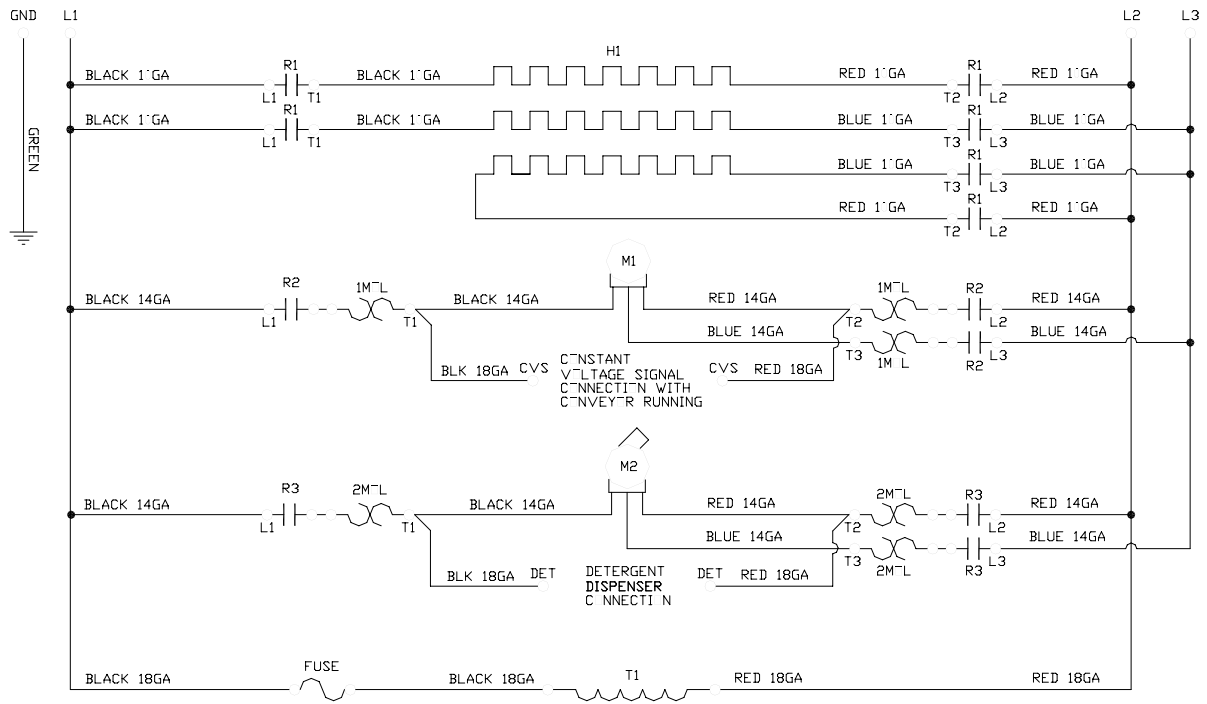 GND L1 L2 L3
H1
BLACK 1¯GA R1 BLACK 1¯GA RED 1¯GA R1 RED 1¯GA
L1 T1 T2 L2
BLACK 1¯GA R1 BLACK 1¯GA BLUE 1¯GA R1 BLUE 1¯GA
L1 T1 T3 L3
GREEN
BLUE 1¯GA R1 BLUE 1¯GA
T3 L3
RED 1¯GA R1 RED 1¯GA
T2 L2
M1
BLACK 14GA R2 1M¯L BLACK 14GA RED 14GA 1M¯L R2 RED 14GA
L1 T1 T2 L2
BLUE 14GA BLUE 14GA
T3 1M L R2 L3
BLK 18GA CVS C¯NSTANT CVS RED 18GA
V¯LTAGE SIGNAL
C¯NNECTI¯N WITH
C¯NVEY¯R RUNNING
M2
BLACK 14GA R3 2M¯L BLACK 14GA RED 14GA 2M¯L R3 RED 14GA
L1 T1 T2 L2
BLUE 14GA BLUE 14GA
T3 2M¯L R3 L3
BLK 18GA DET DETERGENT DET RED 18GA
DISPENSER
C NNECTI N
FUSE T1
BLACK 18GA BLACK 18GA RED 18GA RED 18GA